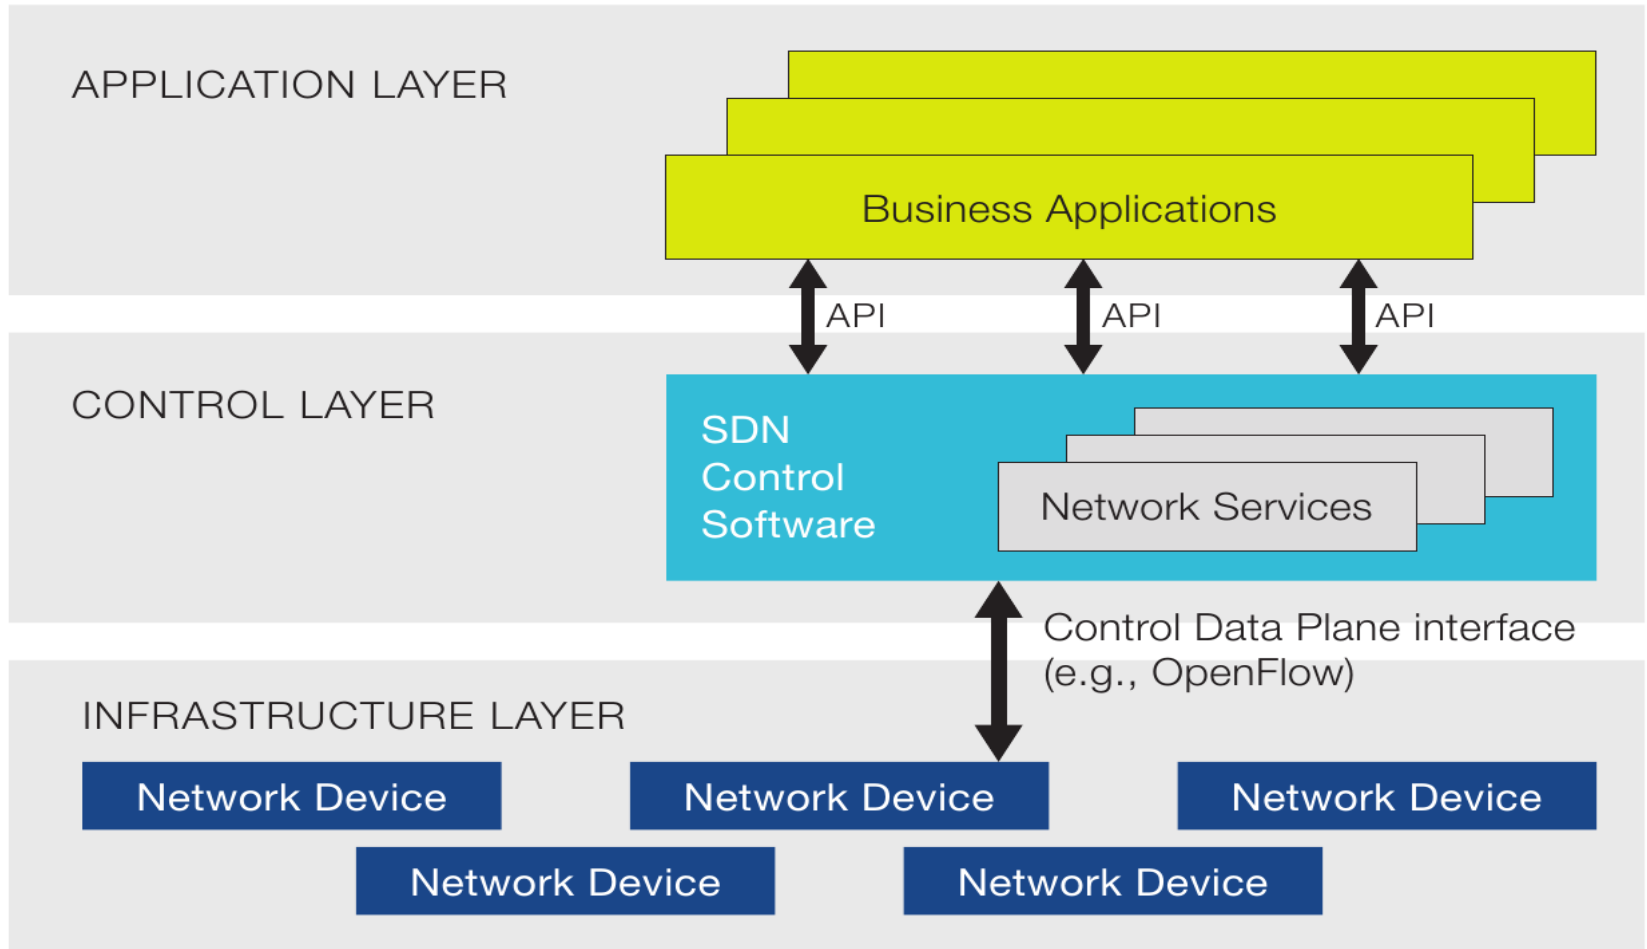 APPLICATION LAYER
Business Applications
API
API
API
CONTROL LAYER
SDN
Control
Software
Network Services
Control Data Plane interface
(e.g., OpenFlow)
INFRASTRUCTURE LAYER
Network Device
Network Device
Network Device
Network Device
Network Device